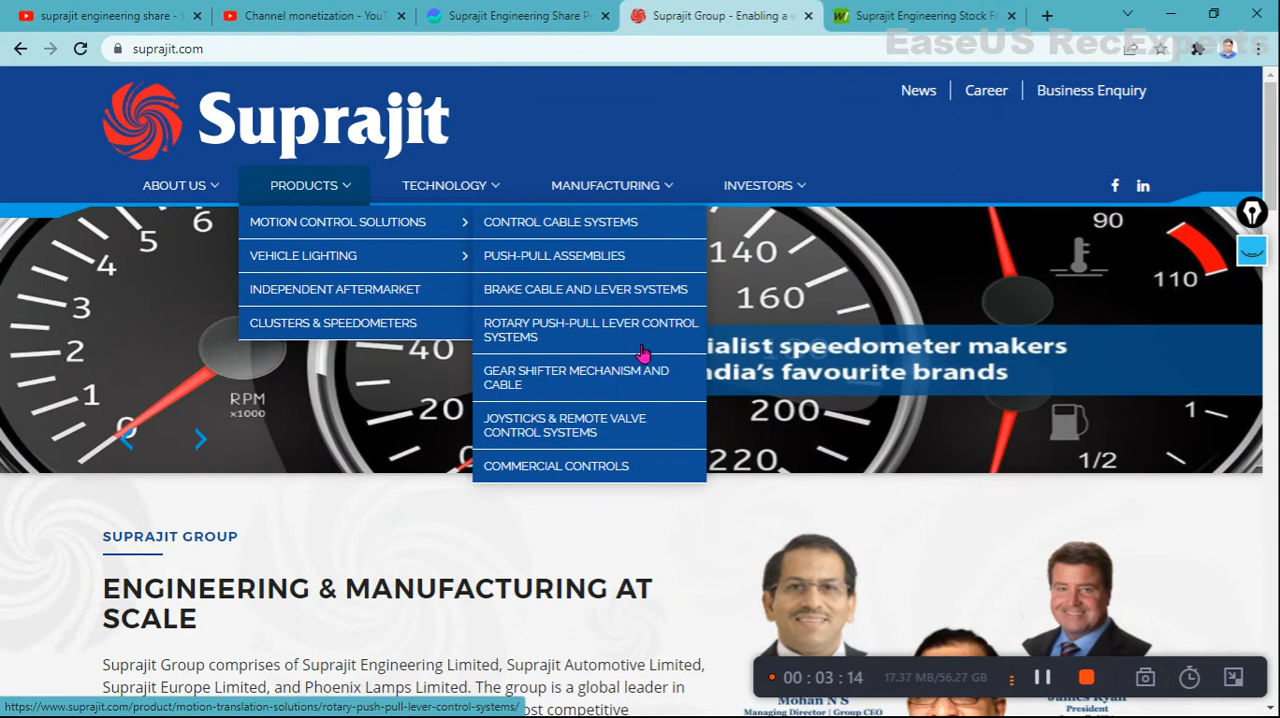 suprajit engineering share -
Channel monetization - YouT
Suprajit Engineering Share Pr
Suprajit Group - Enabling a w
Suprajit Engineering Stock Fo
suprajit.com
EaseUS RecExperts
Suprajit
News
Career
Business Enquiry
ABOUT US
PRODUCTS
TECHNOLOGY
MANUFACTURING
INVESTORS
MOTION CONTROL SOLUTIONS
VEHICLE LIGHTING
INDEPENDENT AFTERMARKET
CLUSTERS & SPEEDOMETERS
CONTROL CABLE SYSTEMS
PUSH-PULL ASSEMBLIES
BRAKE CABLE AND LEVER SYSTEMS
ROTARY PUSH-PULL LEVER CONTROL
SYSTEMS
GEAR SHIFTER MECHANISM AND
CABLE
JOYSTICKS & REMOTE VALVE
CONTROL SYSTEMS
COMMERCIAL CONTROLS
6
5
4
3
2
1
0
RPM
x1000
40
20
140
160
200
220
90
110
1
1/2
ialist speedometer makers
ndia's favourite brands
SUPRAJIT GROUP
ENGINEERING & MANUFACTURING AT
SCALE
Suprajit Group comprises of Suprajit Engineering Limited, Suprajit Automotive Limited,
Suprajit Europe Limited, and Phoenix Lamps Limited. The group is a global leader in
ost competitive
https://www.suprajit.com/product/motion-translation-solutions/rotary-push-pull-lever-control-systems/
00:03:14
17.37 MB/56.27 GB
Mohan N S
Managing Director | Group CEO
James Ryan
President